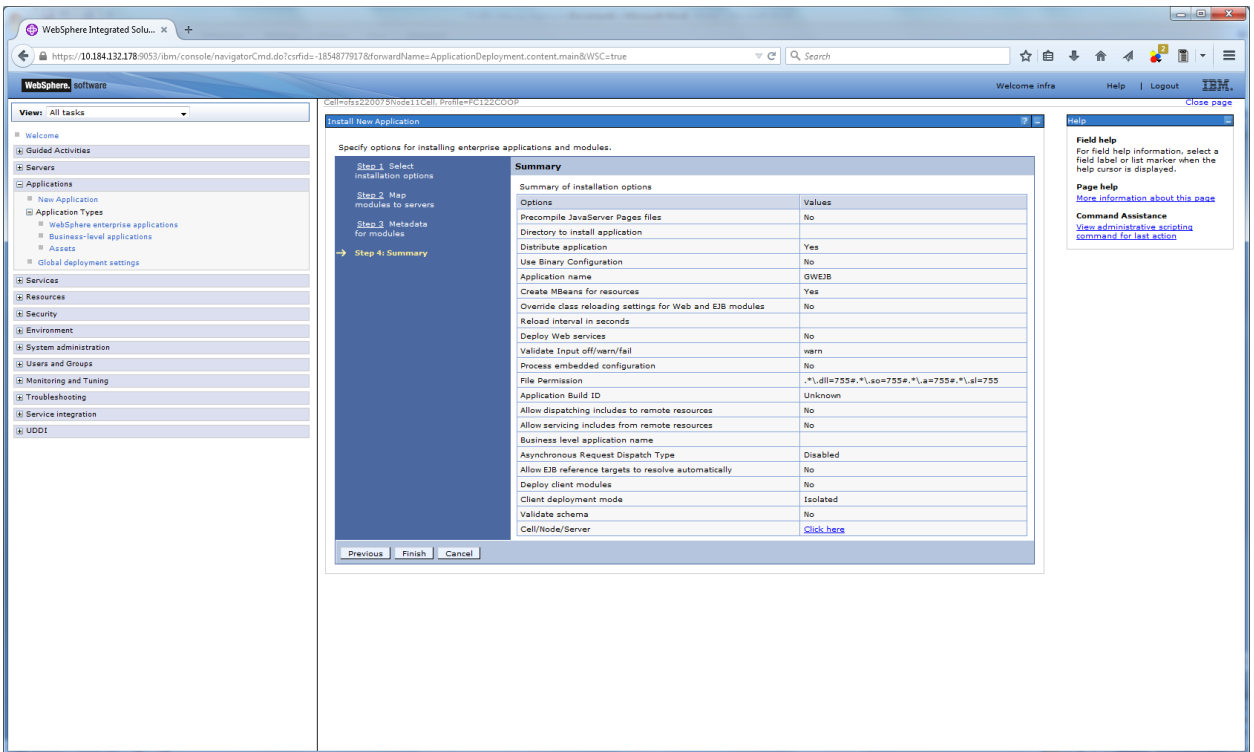 WebSphere Integrated Solu... × +
https://10.184.132.178:9053/ibm/console/navigatorCmd.do?csrfid=-1854877917&forwardName=ApplicationDeployment.content.main&WSC=true
Search
2
WebSphere. software
Welcome infra
Help | Logout
IBM.
View: All tasks
Welcome
Guided Activities
Servers
Applications
New Application
Application Types
WebSphere enterprise applications
Business-level applications
Assets
Global deployment settings
Services
Resources
Security
Environment
System administration
Users and Groups
Monitoring and Tuning
Troubleshooting
Service integration
UDDI
Cell=ofss220075Node11Cell, Profile=FC122COOP
Close page
Install New Application
? -
Specify options for installing enterprise applications and modules.
Step 1 Select
installation options
Step 2 Map
modules to servers
Step 3 Metadata
for modules
Step 4: Summary
Summary
Summary of installation options
Options Values
Precompile JavaServer Pages files No
Directory to install application
Distribute application Yes
Use Binary Configuration No
Application name GWEJB
Create MBeans for resources Yes
Override class reloading settings for Web and EJB modules No
Reload interval in seconds
Deploy Web services No
Validate Input off/warn/fail warn
Process embedded configuration No
File Permission .*\.dll=755#.*\.so=755#.*\.a=755#.*\.sl=755
Application Build ID Unknown
Allow dispatching includes to remote resources No
Allow servicing includes from remote resources No
Business level application name
Asynchronous Request Dispatch Type Disabled
Allow EJB reference targets to resolve automatically No
Deploy client modules No
Client deployment mode Isolated
Validate schema No
Cell/Node/Server Click here
Previous Finish Cancel
Help
Field help
For field help information, select a
field label or list marker when the
help cursor is displayed.
Page help
More information about this page
Command Assistance
View administrative scripting
command for last action